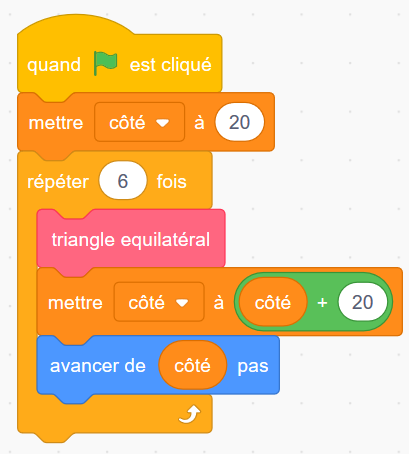 quand est cliqué
mettre côté à 20
répéter 6 fois
triangle equilatéral
mettre côté à côté + 20
avancer de côté pas